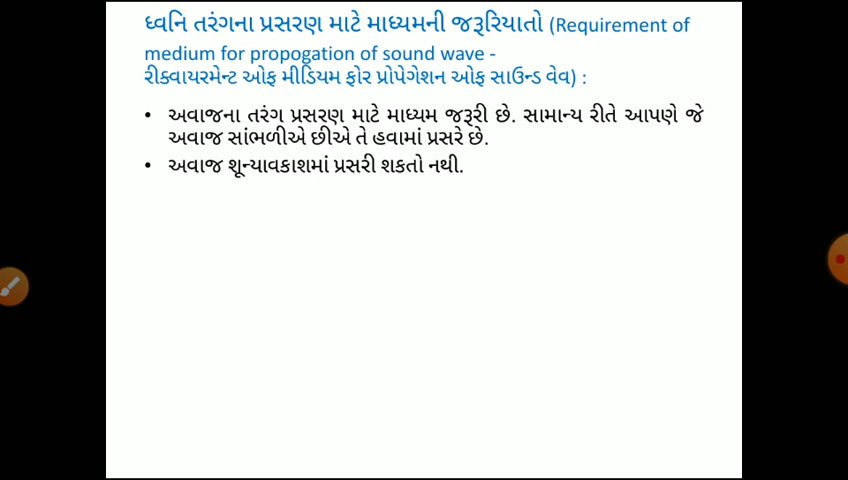 ધ્વનિ તરંગના પ્રસરણ માટે માધ્યમની જરૂરિયાતો (Requirement of
medium for propogation of sound wave -
રીક્વાયરમેન્ટ ઓફ મીડિયમ ફોર પ્રોપેગેશન ઓફ સાઉન્ડ વેવ) :
• અવાજના તરંગ પ્રસરણ માટે માધ્યમ જરૂરી છે. સામાન્ય રીતે આપણે જે
અવાજ સાંભળીએ છીએ તે હવામાં પ્રસરે છે.
• અવાજ શૂન્યાવકાશમાં પ્રસરી શકતો નથી.